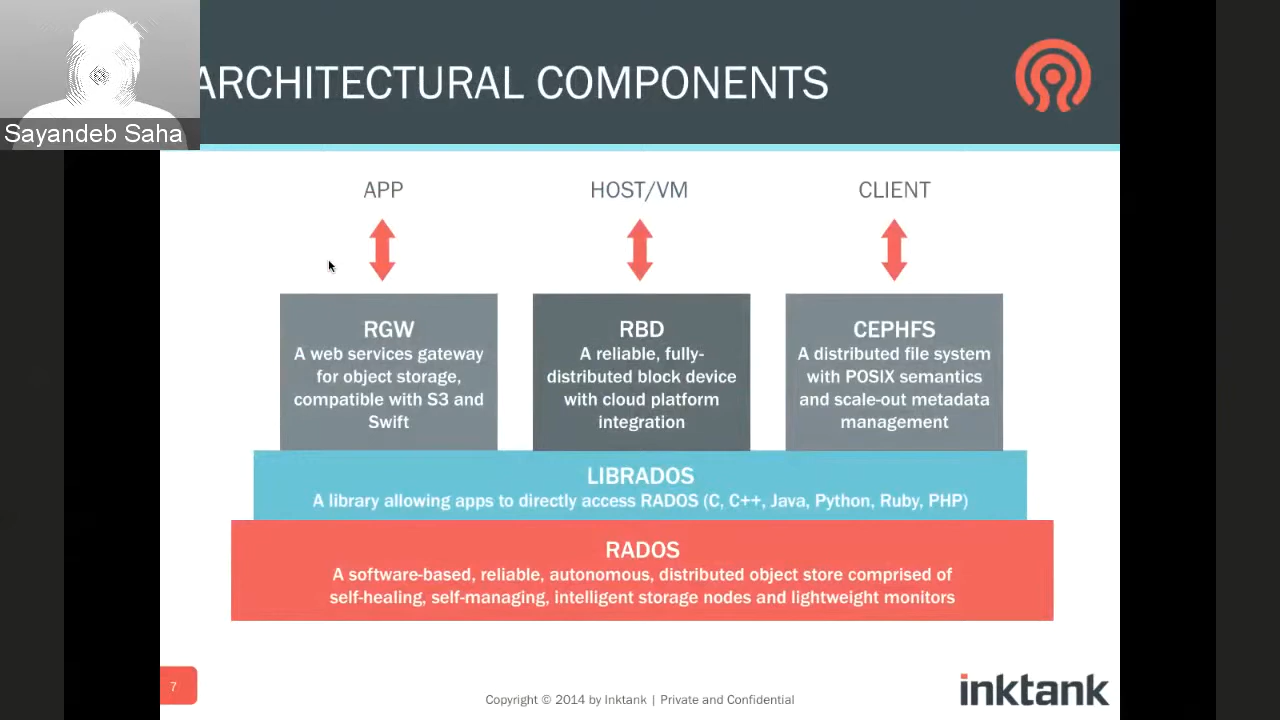 Sayandeb Saha
ARCHITECTURAL COMPONENTS
APP
HOST/VM
CLIENT
RGW
A web services gateway
for object storage,
compatible with S3 and
Swift
RBD
A reliable, fully-
distributed block device
with cloud platform
integration
CEPHFS
A distributed file system
with POSIX semantics
and scale-out metadata
management
LIBRADOS
A library allowing apps to directly access RADOS (C, C++, Java, Python, Ruby, PHP)
RADOS
A software-based, reliable, autonomous, distributed object store comprised of
self-healing, self-managing, intelligent storage nodes and lightweight monitors
7
Copyright © 2014 by Inktank | Private and Confidential
inktank